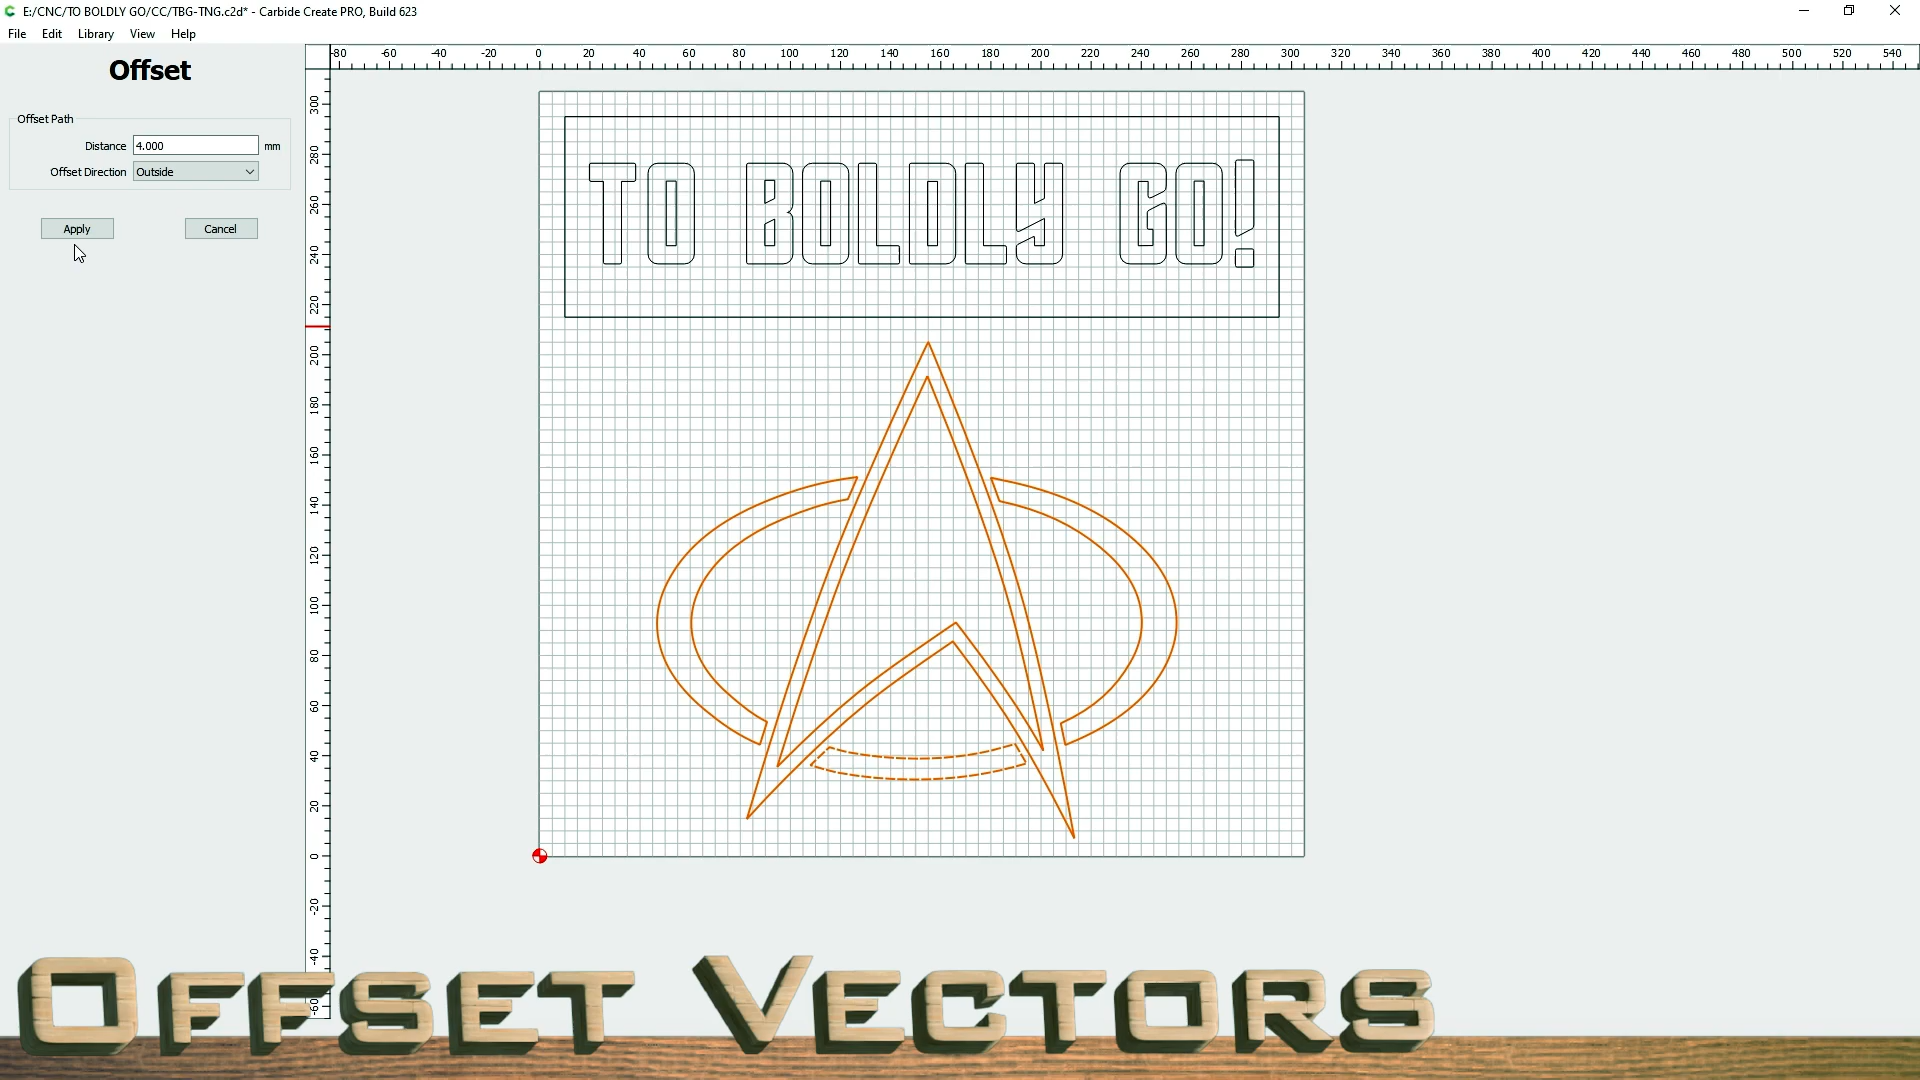 E:/CNC/TO BOLDLY GO/CC/TBG-TNG.c2d* - Carbide Create PRO, Build 623
File Edit Library View Help
Offset
Offset Path
Distance 4.000 mm
Offset Direction Outside
Apply Cancel
-80 -60 -40 -20 0 20 40 60 80 100 120 140 160 180 200 220 240 260 280 300 320 340 360 380 400 420 440 460 480 500 520 540
300
280
260
240
220
200
180
160
140
120
100
80
60
40
20
0
-20
-40
-60
TO BOLDLY GO!
OFFSET VECTORS